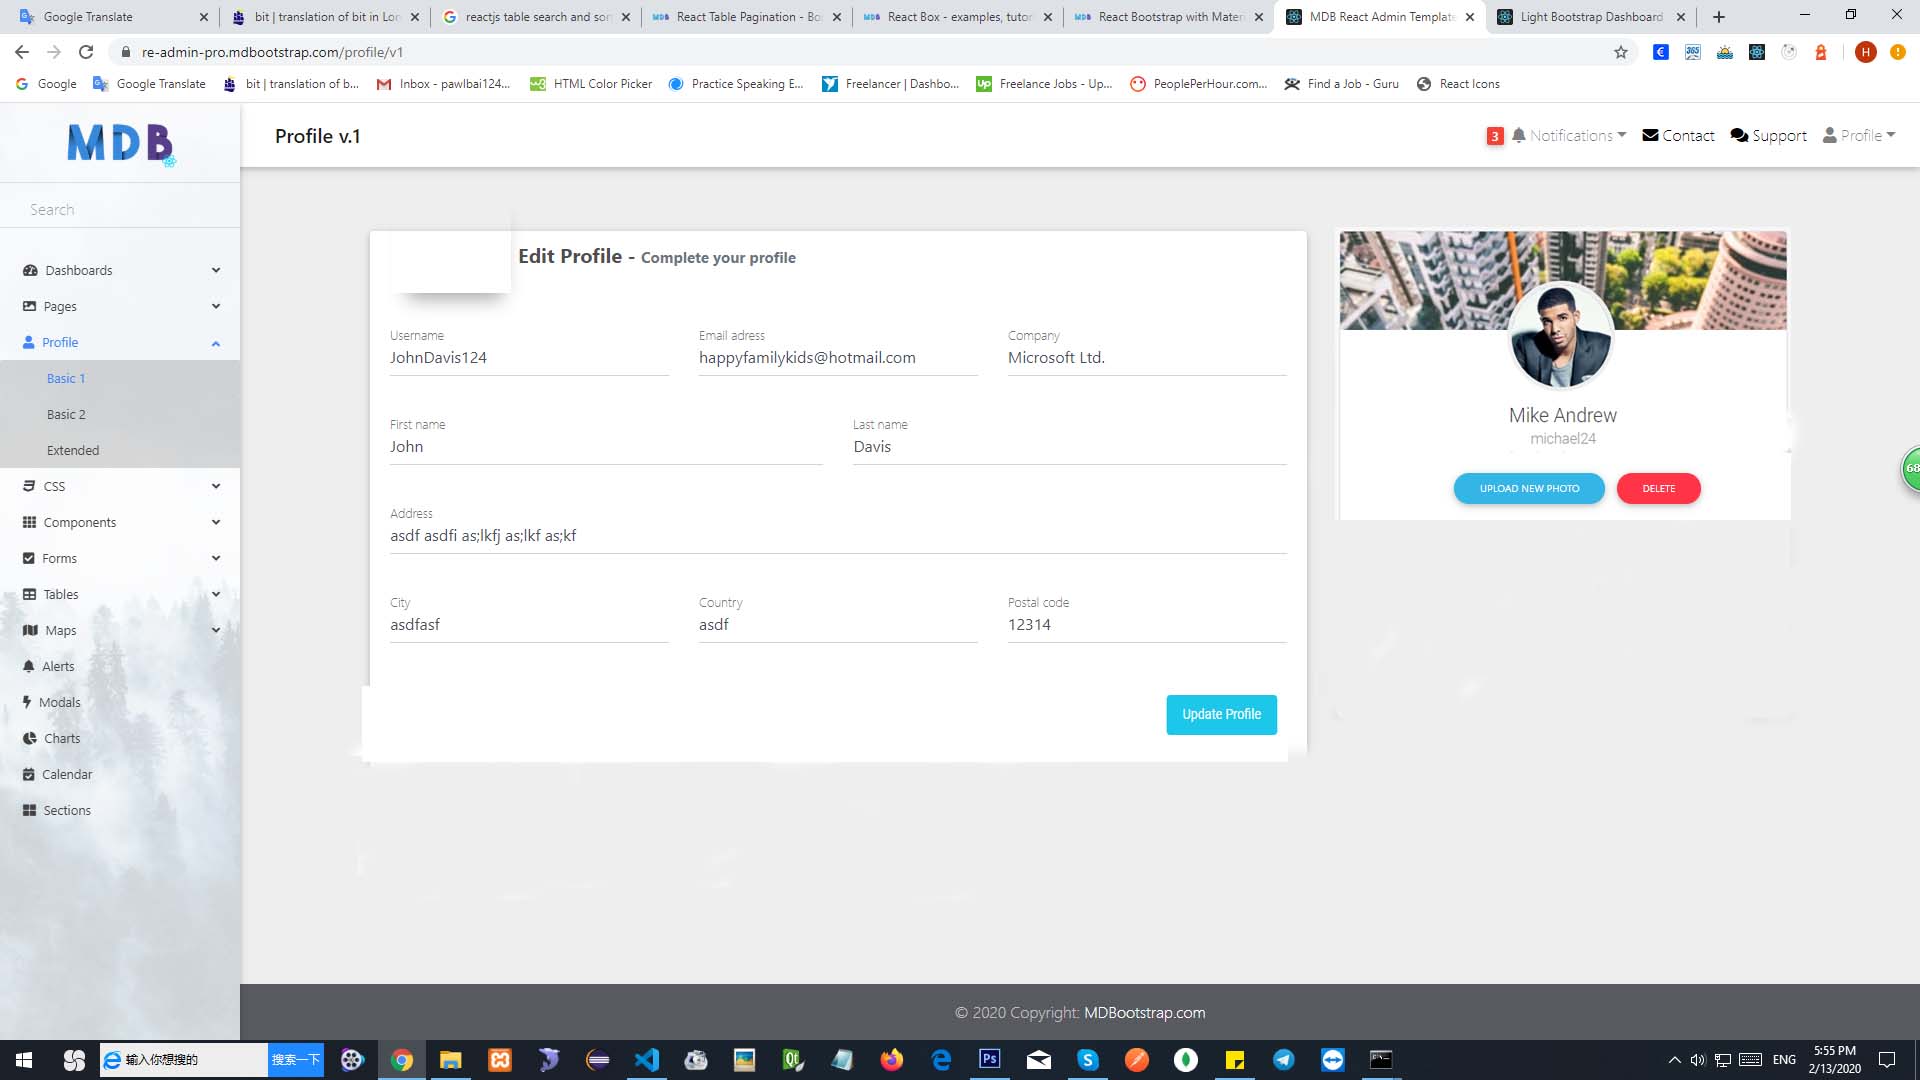 Google Translate
bit | translation of bit in Lon
reactjs table search and sor
React Table Pagination - Bo
React Box - examples, tutor
React Bootstrap with Mater
MDB React Admin Template
Light Bootstrap Dashboard
re-admin-pro.mdbootstrap.com/profile/v1
H
Google
Google Translate
bit | translation of b...
Inbox - pawlbai124...
HTML Color Picker
Practice Speaking E...
Freelancer | Dashbo...
Freelance Jobs - Up...
PeoplePerHour.com...
Find a Job - Guru
React Icons
MDB
Profile v.1
3 Notifications
Contact
Support
Profile
Search
Dashboards
Pages
Profile
Basic 1
Basic 2
Extended
CSS
Components
Forms
Tables
Maps
Alerts
Modals
Charts
Calendar
Sections
Edit Profile - Complete your profile
Username
JohnDavis124
Email adress
happyfamilykids@hotmail.com
Company
Microsoft Ltd.
First name
John
Last name
Davis
Address
asdf asdfi as;lkfj as;lkf as;kf
City
asdfasf
Country
asdf
Postal code
12314
Update Profile
Mike Andrew
michael24
UPLOAD NEW PHOTO
DELETE
68
© 2020 Copyright: MDBootstrap.com
输入你想搜的
搜索一下
ENG
5:55 PM
2/13/2020